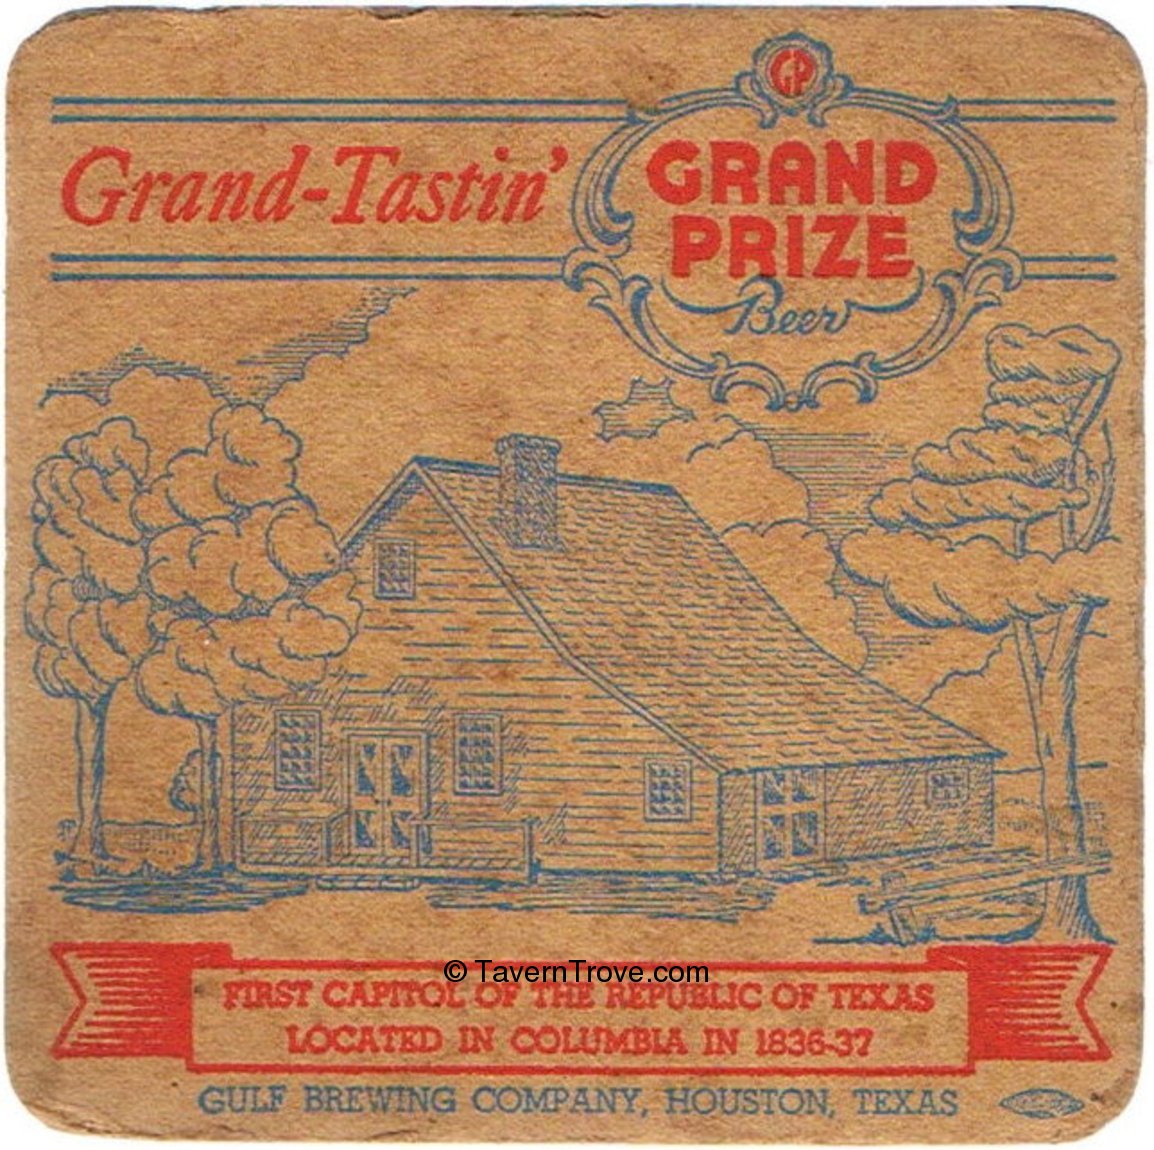 GP
Grand-Tastin'
GRAND
PRIZE
Beer
© TavernTrove.com
FIRST CAPITOL OF THE REPUBLIC OF TEXAS
LOCATED IN COLUMBIA IN 1836-37
GULF BREWING COMPANY, HOUSTON, TEXAS